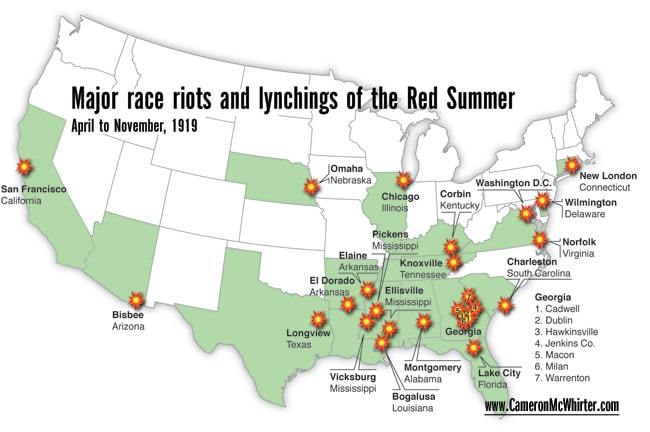 Major race riots and lynchings of the Red Summer
April to November, 1919
San Francisco
California
Omaha
Nebraska
Chicago
Illinois
Corbin
Kentucky
Washington D.C.
New London
Connecticut
Wilmington
Delaware
Pickens
Mississippi
Norfolk
Virginia
Elaine
Arkansas
Knoxville
Tennessee
Charleston
South Carolina
El Dorado
Arkansas
Ellisville
Mississippi
Bisbee
Arizona
Longview
Texas
Georgia
Georgia
1. Cadwell
2. Dublin
3. Hawkinsville
4. Jenkins Co.
5. Macon
6. Milan
7. Warrenton
Vicksburg
Mississippi
Montgomery
Alabama
Lake City
Florida
Bogalusa
Louisiana
www.CameronMcWhirter.com